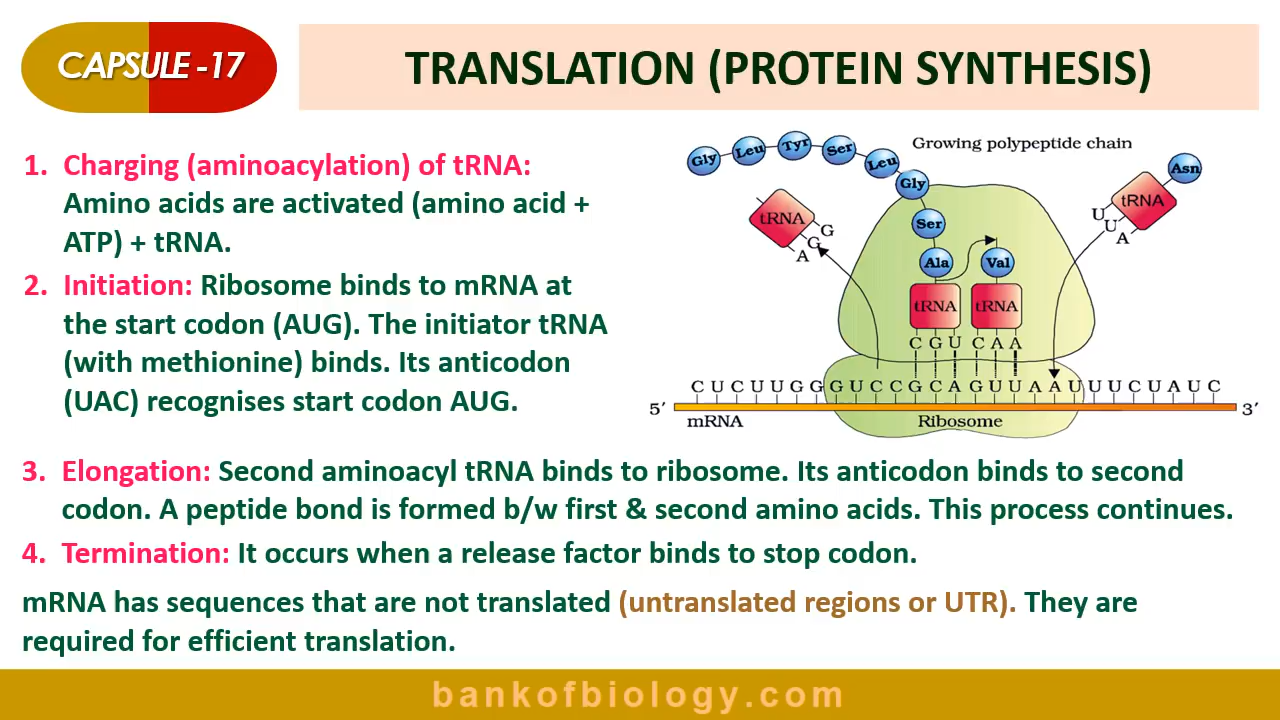 CAPSULE -17
TRANSLATION (PROTEIN SYNTHESIS)
1. Charging (aminoacylation) of tRNA:
Amino acids are activated (amino acid +
ATP) + tRNA.
2. Initiation: Ribosome binds to mRNA at
the start codon (AUG). The initiator tRNA
(with methionine) binds. Its anticodon
(UAC) recognises start codon AUG.
Growing polypeptide chain
Gly Leu Tyr Ser Leu Gly Ser Ala Val
Asn
tRNA
A G G
tRNA
U U A
tRNA tRNA
C G U C A A
C U C U U G G G U C C G C A G U U A A U U U C U A U C
5′ 3′
mRNA Ribosome
3. Elongation: Second aminoacyl tRNA binds to ribosome. Its anticodon binds to second
codon. A peptide bond is formed b/w first & second amino acids. This process continues.
4. Termination: It occurs when a release factor binds to stop codon.
mRNA has sequences that are not translated (untranslated regions or UTR). They are
required for efficient translation.
bankofbiology.com